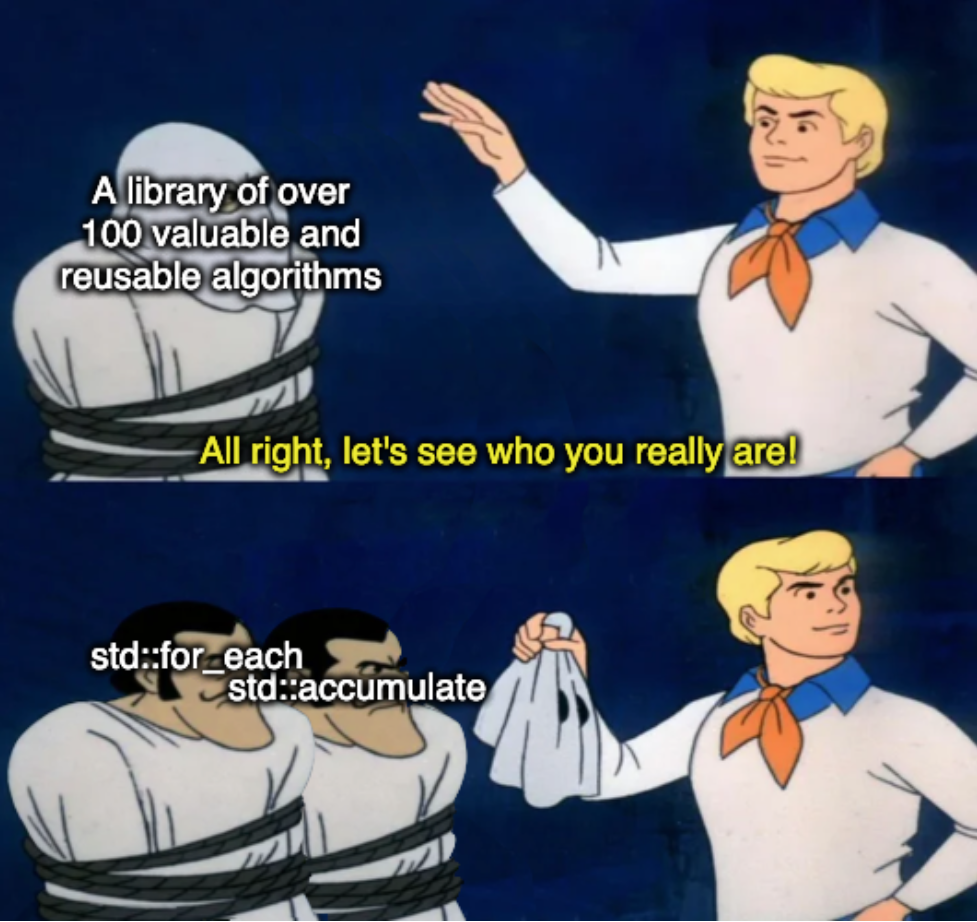 A library of over
100 valuable and
reusable algorithms
All right, let's see who you really are!
std::for_each
std::accumulate